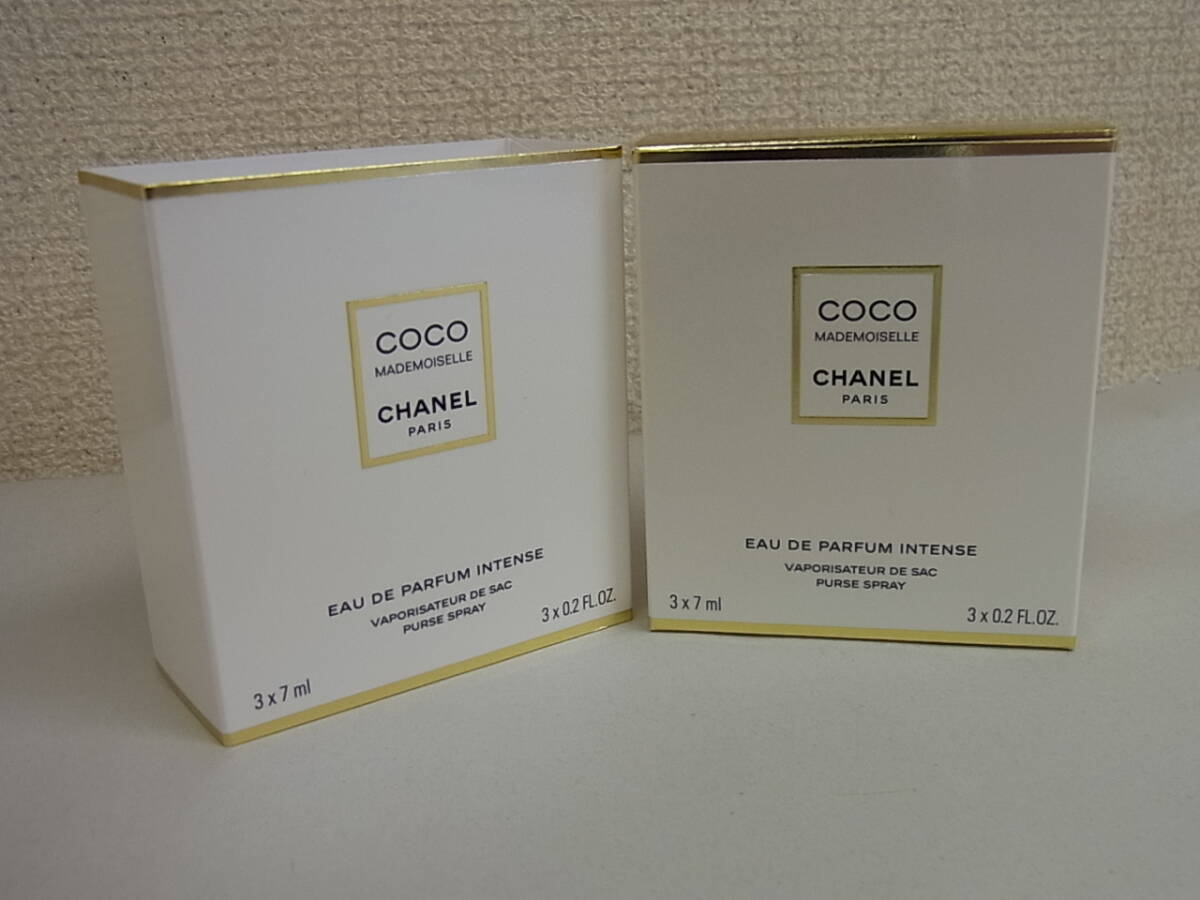 COCO
MADEMOISELLE
CHANEL
PARIS
EAU DE PARFUM INTENSE
VAPORISATEUR DE SAC
PURSE SPRAY
3 x 7 ml
3 x 0.2 FL.OZ.
COCO
MADEMOISELLE
CHANEL
PARIS
EAU DE PARFUM INTENSE
VAPORISATEUR DE SAC
PURSE SPRAY
3 x 7 ml
3 x 0.2 FL.OZ.